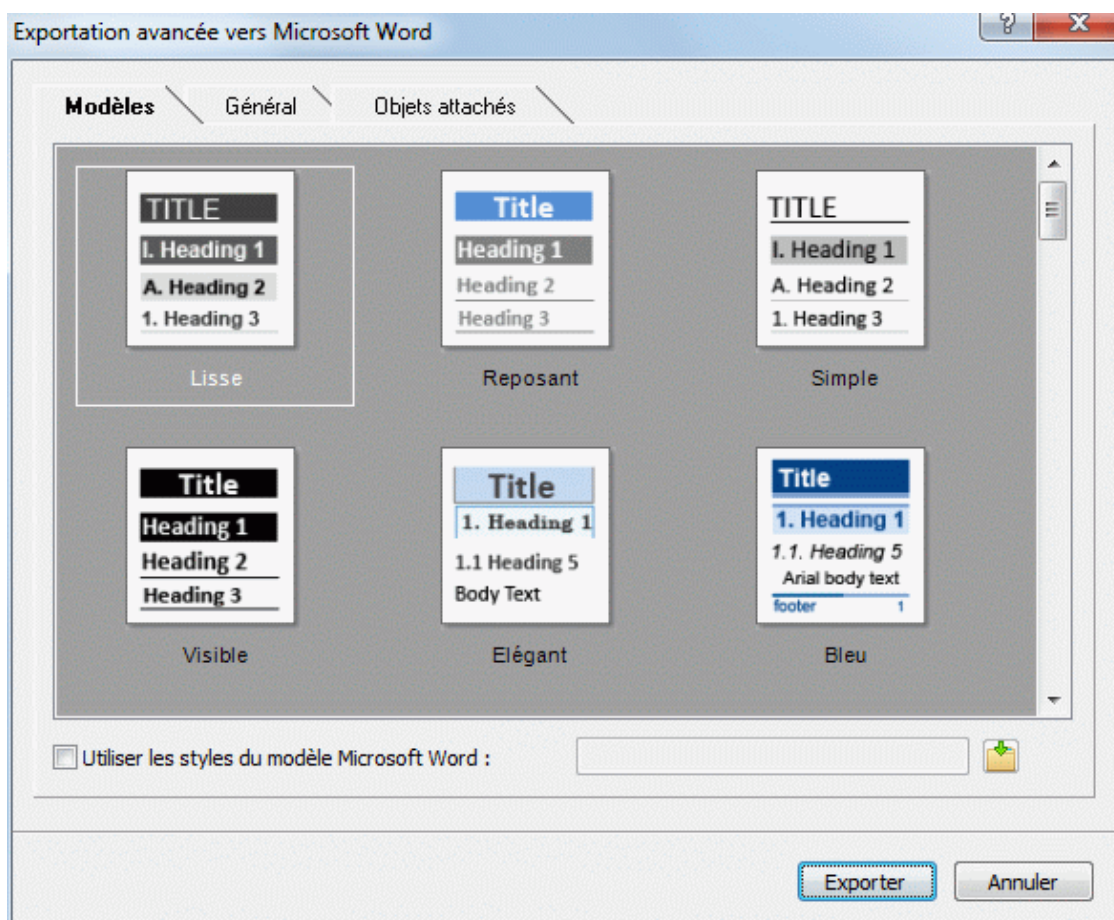 Exportation avancée vers Microsoft Word
?
X
Modèles
Général
Objets attachés
TITLE
I. Heading 1
A. Heading 2
1. Heading 3
Lisse
Title
Heading 1
Heading 2
Heading 3
Reposant
TITLE
I. Heading 1
A. Heading 2
1. Heading 3
Simple
Title
Heading 1
Heading 2
Heading 3
Visible
Title
1. Heading 1
1.1 Heading 5
Body Text
Elégant
Title
1. Heading 1
1.1. Heading 5
Arial body text
footer 1
Bleu
Utiliser les styles du modèle Microsoft Word :
Exporter
Annuler